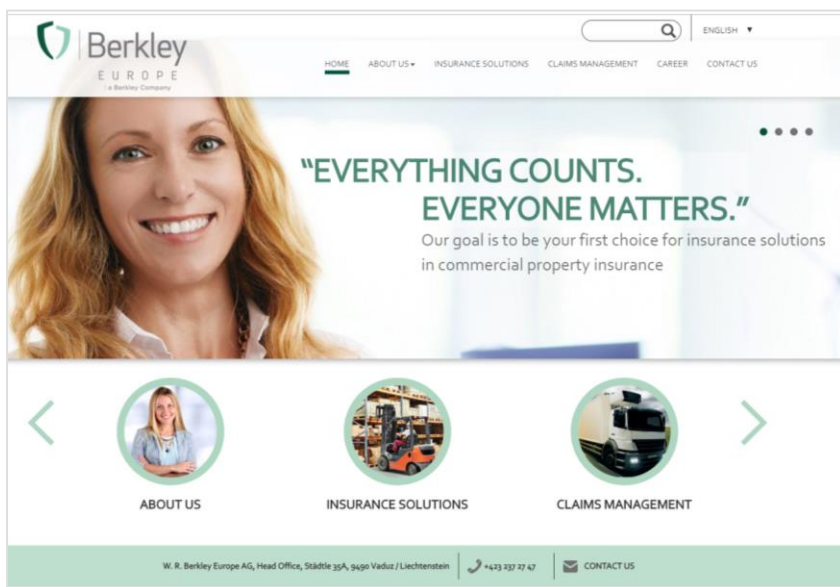 Berkley
EUROPE
a Berkley Company
ENGLISH ▼
HOME ABOUT US INSURANCE SOLUTIONS CLAIMS MANAGEMENT CAREER CONTACT US
"EVERYTHING COUNTS.
EVERYONE MATTERS."
Our goal is to be your first choice for insurance solutions
in commercial property insurance
ABOUT US INSURANCE SOLUTIONS CLAIMS MANAGEMENT
W. R. Berkley Europe AG, Head Office, Städtle 35A, 9490 Vaduz / Liechtenstein +423 237 27 47 CONTACT US